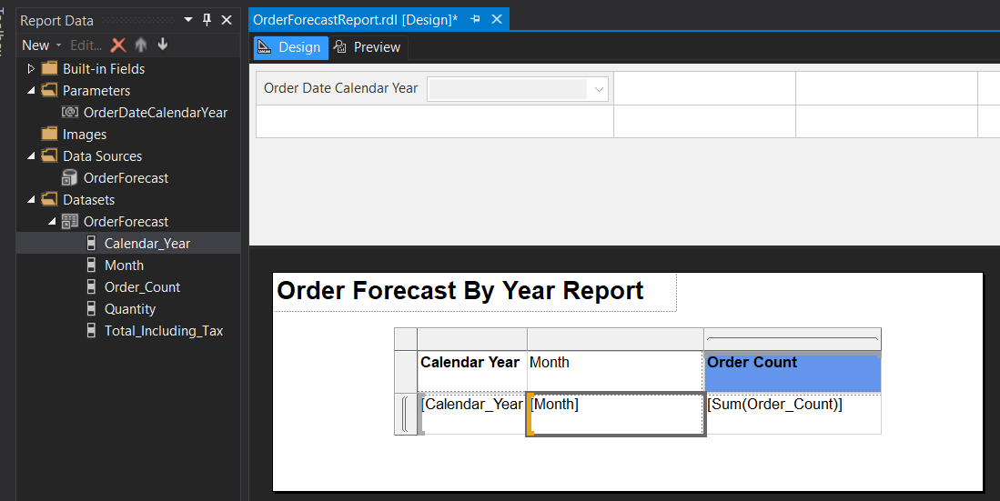 Report Data
New Edit...
Built-in Fields
Parameters
OrderDateCalendarYear
Images
Data Sources
OrderForecast
Datasets
OrderForecast
Calendar_Year
Month
Order_Count
Quantity
Total_Including_Tax
OrderForecastReport.rdl [Design]*
Design Preview
Order Date Calendar Year
Order Forecast By Year Report
Calendar Year Month Order Count
[Calendar_Year [Month] [Sum(Order_Count)]